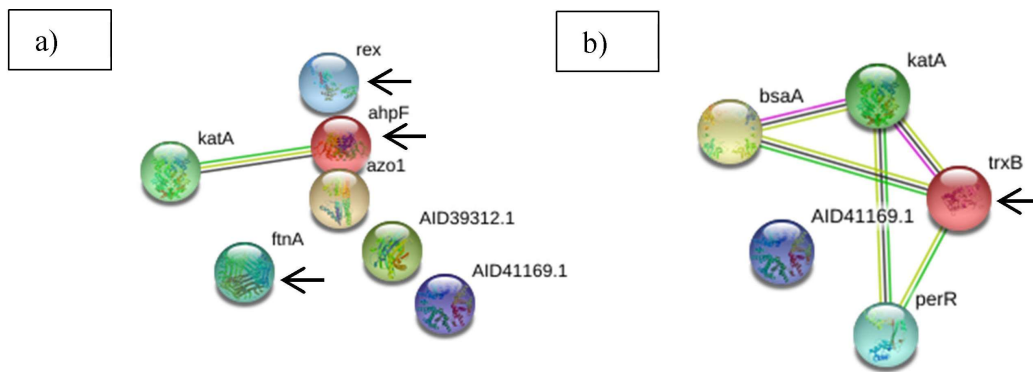 a)
rex
ahpF
katA
azo1
AID39312.1
ftnA
AID41169.1
b)
katA
bsaA
trxB
AID41169.1
perR